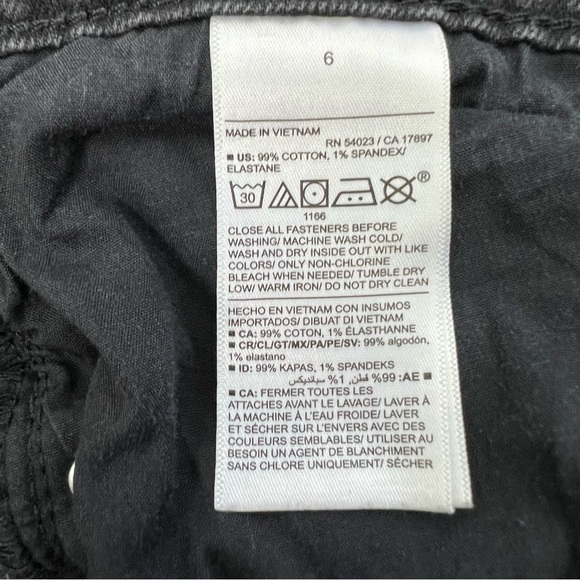 6
MADE IN VIETNAM
RN 54023 / CA 17897
■ US: 99% COTTON, 1% SPANDEX/
ELASTANE
30
®
1166
CLOSE ALL FASTENERS BEFORE
WASHING/ MACHINE WASH COLD/
WASH AND DRY INSIDE OUT WITH LIKE
COLORS/ ONLY NON-CHLORINE
BLEACH WHEN NEEDED/ TUMBLE DRY
LOW/ WARM IRON/ DO NOT DRY CLEAN
HECHO EN VIETNAM CON INSUMOS
IMPORTADOS/ DIBUAT DI VIETNAM
■ CA: 99% COTON, 1% ÉLASTHANNE
■ CR/CL/GT/MX/PA/PE/SV: 99% algodón,
1% elastano
■ ID: 99% KAPAS, 1% SPANDEKS
■ AE: 99% قطن, 1% سبانديكس
■ CA: FERMER TOUTES LES
ATTACHES AVANT LE LAVAGE/ LAVER À
LA MACHINE À L'EAU FROIDE/ LAVER
ET SÉCHER SUR L'ENVERS AVEC DES
COULEURS SEMBLABLES/ UTILISER AU
BESOIN UN AGENT DE BLANCHIMENT
SANS CHLORE UNIQUEMENT/ SÉCHER